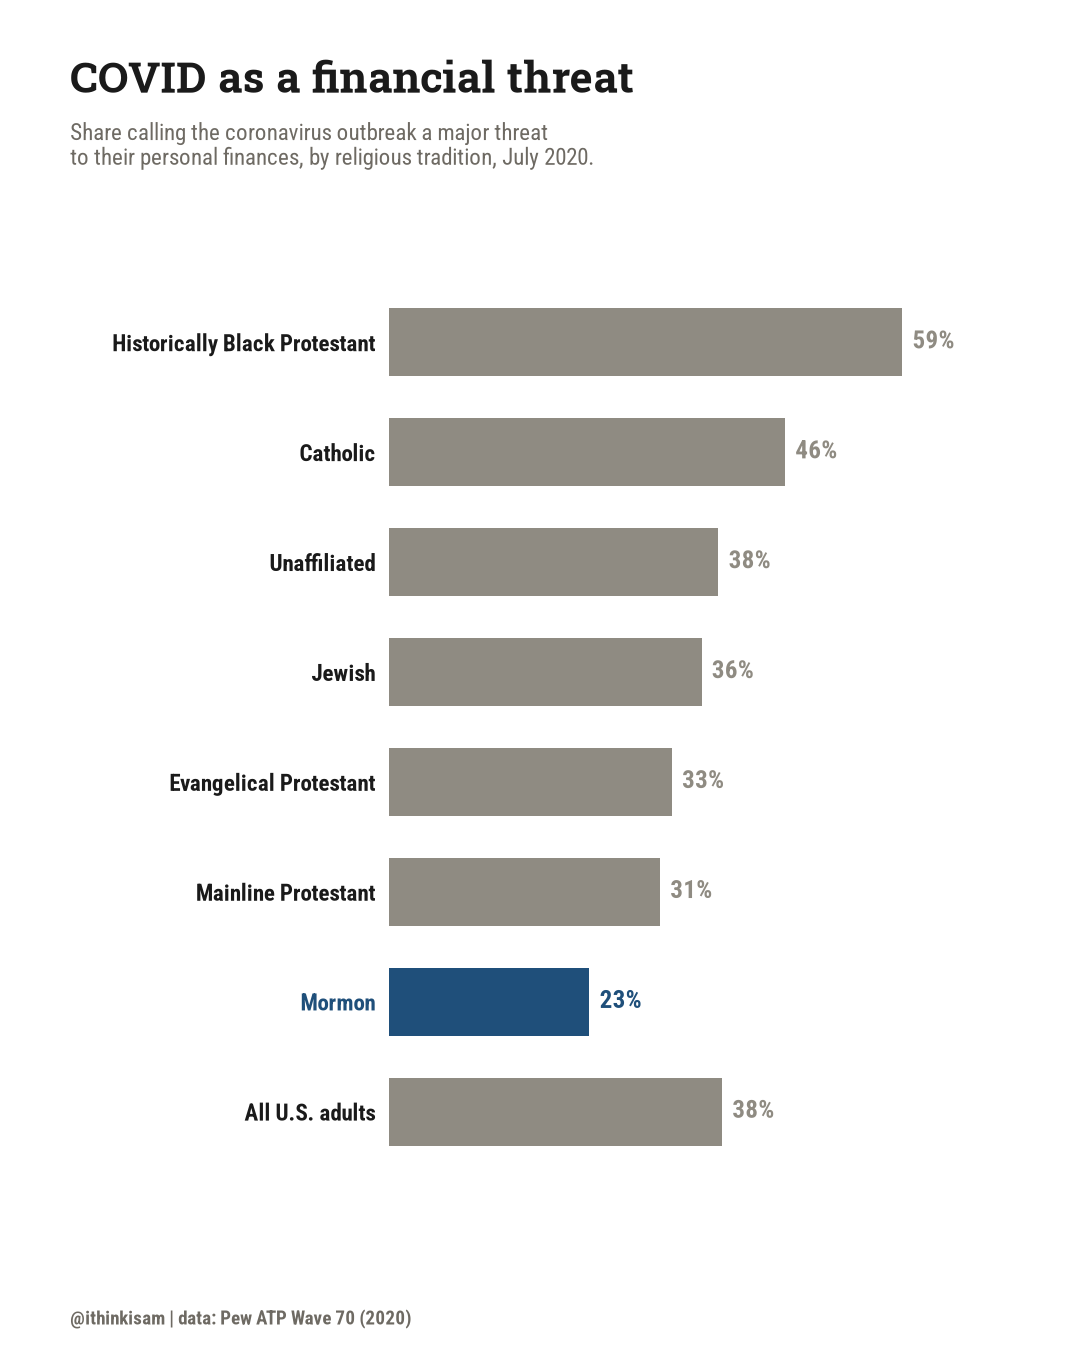 COVID as a financial threat
Share calling the coronavirus outbreak a major threat
to their personal finances, by religious tradition, July 2020.
Historically Black Protestant 59%
Catholic 46%
Unaffiliated 38%
Jewish 36%
Evangelical Protestant 33%
Mainline Protestant 31%
Mormon 23%
All U.S. adults 38%
@ithinkisam | data: Pew ATP Wave 70 (2020)